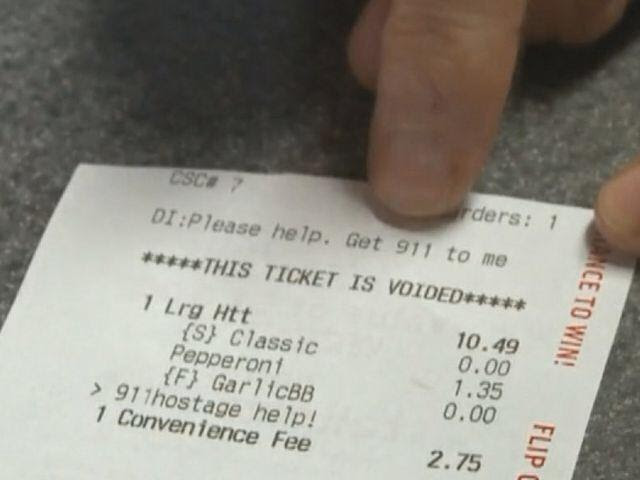 CSC# 7
rders: 1
DI:Please help. Get 911 to me
*****THIS TICKET IS VOIDED*****
1 Lrg Htt 10.49
{S} Classic 0.00
Pepperoni 1.35
{F} GarlicBB 0.00
> 911hostage help!
1 Convenience Fee 2.75
ANCE TO WIN!
FLIP